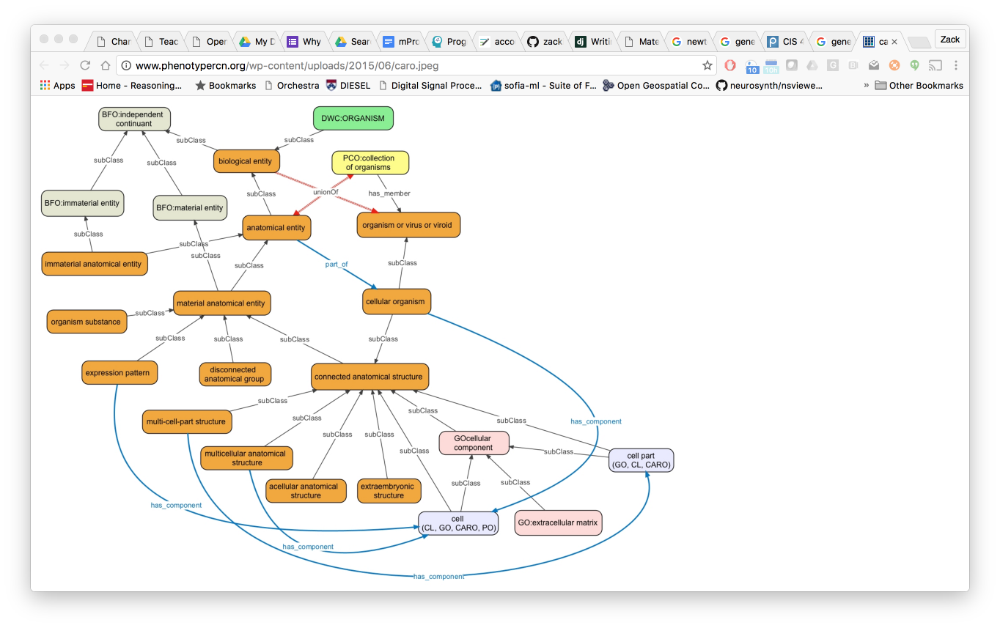 Char
Teac
Oper
My D
Why
Sear
mPro
Prog
acco
zack
Writi
Mate
newt
gene
CIS 4
gene
ca
Zack
www.phenotypercn.org/wp-content/uploads/2015/06/caro.jpeg
10
10h
Apps
Home - Reasoning...
Bookmarks
Orchestra
DIESEL
Digital Signal Proce...
sofia-ml - Suite of F...
Open Geospatial Co...
neurosynth/nsviewe...
»
Other Bookmarks
BFO:independent
continuant
DWC:ORGANISM
subClass
subClass
biological entity
PCO:collection
of organisms
subClass
subClass
unionOf
has_member
subClass
BFO:immaterial entity
BFO:material entity
anatomical entity
organism or virus or viroid
subClass
subClass
subClass
immaterial anatomical entity
subClass
part_of
subClass
material anatomical entity
cellular organism
organism substance
subClass
subClass
subClass
subClass
subClass
expression pattern
disconnected
anatomical group
connected anatomical structure
subClass
multi-cell-part structure
subClass
subClass
subClass
has_component
subClass
subClass
GOcellular
component
multicellular anatomical
structure
subClass
subClass
cell part
(GO, CL, CARO)
acellular anatomical
structure
extraembryonic
structure
subClass
subClass
has_component
cell
(CL, GO, CARO, PO)
GO:extracellular matrix
has_component
has_component